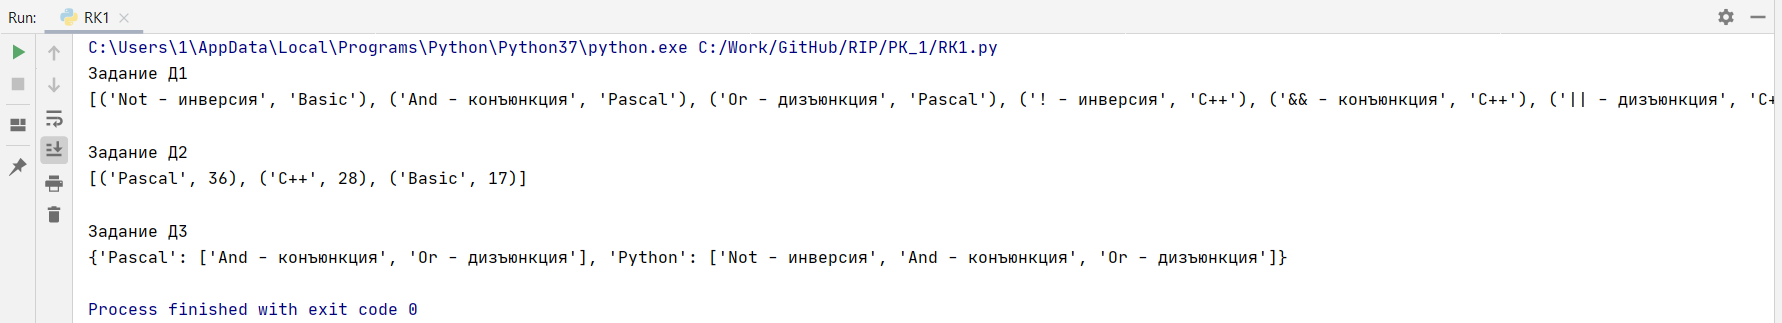 Run: RK1
C:\Users\1\AppData\Local\Programs\Python\Python37\python.exe C:/Work/GitHub/RIP/PK_1/RK1.py
Задание Д1
[('Not - инверсия', 'Basic'), ('And - конъюнкция', 'Pascal'), ('Or - дизъюнкция', 'Pascal'), ('! - инверсия', 'C++'), ('&& - конъюнкция', 'C++'), ('|| - дизъюнкция', 'C+
Задание Д2
[('Pascal', 36), ('C++', 28), ('Basic', 17)]
Задание Д3
{'Pascal': ['And - конъюнкция', 'Or - дизъюнкция'], 'Python': ['Not - инверсия', 'And - конъюнкция', 'Or - дизъюнкция']}
Process finished with exit code 0